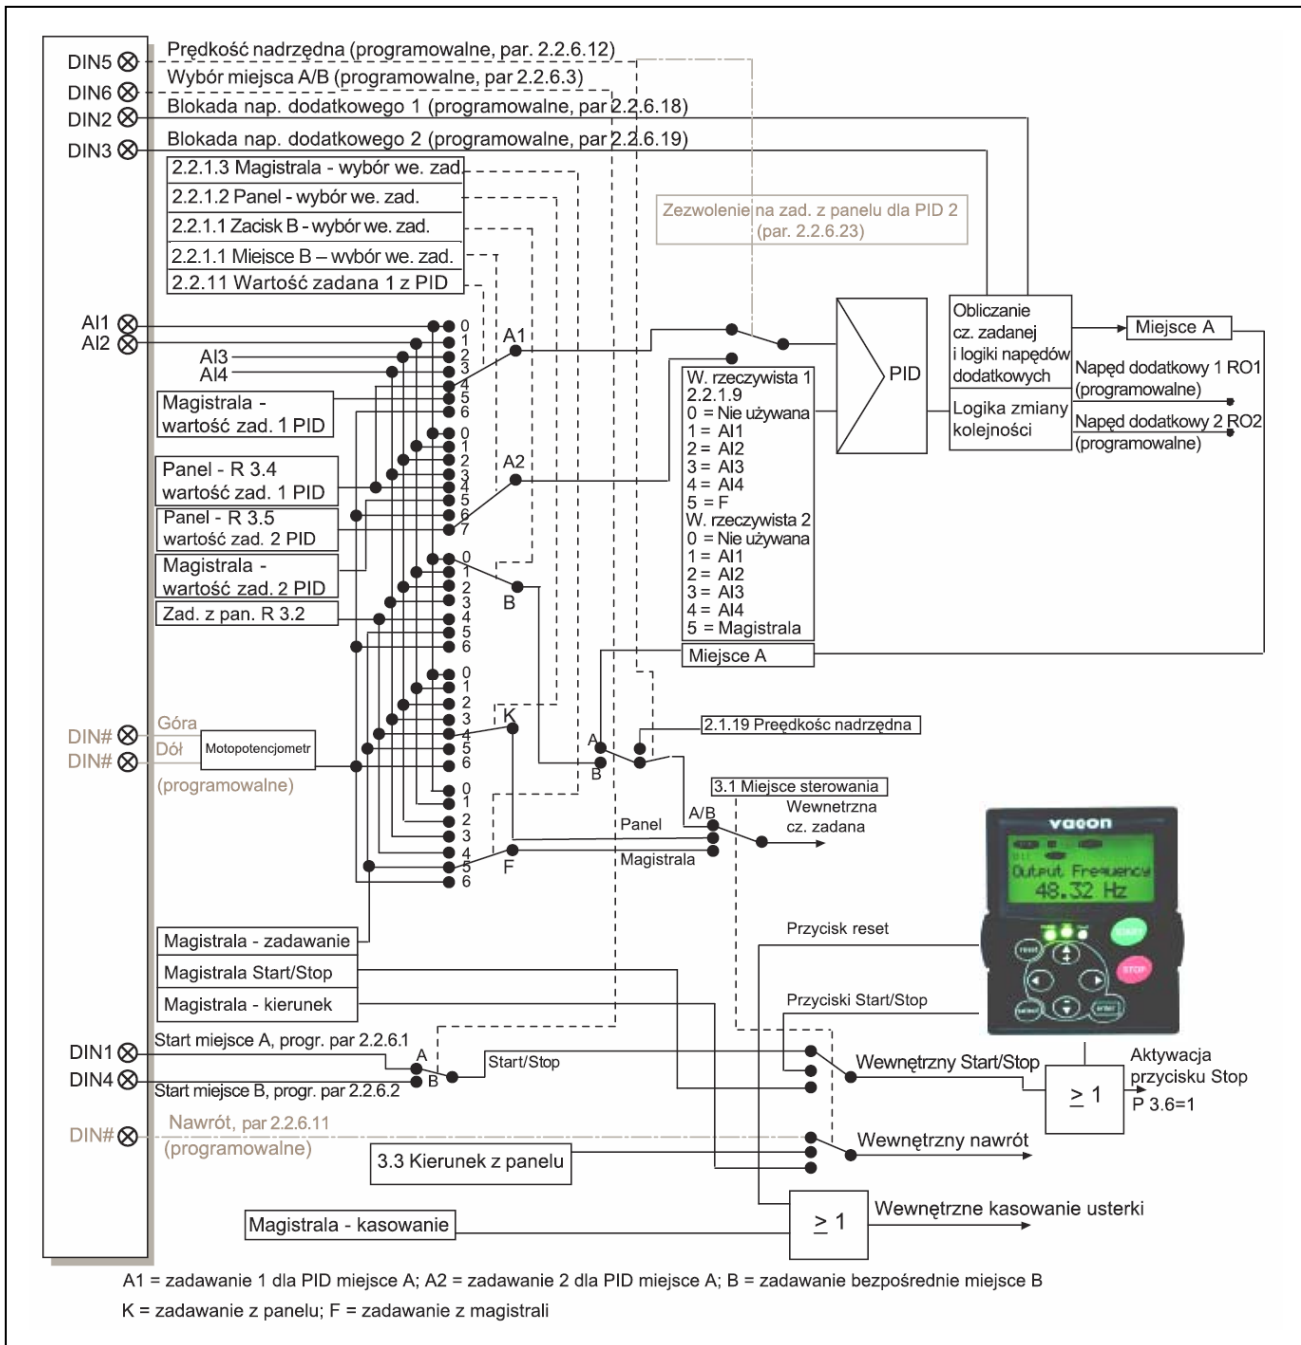 DIN5 Prędkość nadrzędna (programowalne, par. 2.2.6.12)
DIN6 Wybór miejsca A/B (programowalne, par 2.2.6.3)
DIN2 Blokada nap. dodatkowego 1 (programowalne, par 2.2.6.18)
DIN3 Blokada nap. dodatkowego 2 (programowalne, par 2.2.6.19)
2.2.1.3 Magistrala - wybór we. zad.
2.2.1.2 Panel - wybór we. zad.
2.2.1.1 Zacisk B - wybór we. zad.
2.2.1.1 Miejsce B – wybór we. zad.
2.2.11 Wartość zadana 1 z PID
Zezwolenie na zad. z panelu dla PID 2
(par. 2.2.6.23)
AI1
AI2
AI3
AI4
0
1
2
3
4
5
6
A1
Magistrala -
wartość zad. 1 PID
Panel - R 3.4
wartość zad. 1 PID
Panel - R 3.5
wartość zad. 2 PID
Magistrala -
wartość zad. 2 PID
Zad. z pan. R 3.2
0
1
2
3
4
5
6
7
A2
0
1
2
3
4
5
6
B
0
1
2
3
4
5
6
K
0
1
2
3
4
5
6
F
W. rzeczywista 1
2.2.1.9
0 = Nie używana
1 = AI1
2 = AI2
3 = AI3
4 = AI4
5 = F
W. rzeczywista 2
0 = Nie używana
1 = AI1
2 = AI2
3 = AI3
4 = AI4
5 = Magistrala
Miejsce A
PID
Obliczanie
cz. zadanej
i logiki napędów
dodatkowych
Logika zmiany
kolejności
Miejsce A
Napęd dodatkowy 1 RO1
(programowalne)
Napęd dodatkowy 2 RO2
(programowalne)
DIN# Góra
DIN# Dół
(programowalne)
Motopotencjometr
A
B
2.1.19 Preędkośc nadrzędna
3.1 Miejsce sterowania
A/B
Panel
Magistrala
Wewnetrzna
cz. zadana
vacon
Output Frequency
48.32 Hz
START
STOP
reset
select
enter
Przycisk reset
Przyciski Start/Stop
Magistrala - zadawanie
Magistrala Start/Stop
Magistrala - kierunek
DIN1 Start miejsce A, progr. par 2.2.6.1
DIN4 Start miejsce B, progr. par 2.2.6.2
A
B
Start/Stop
Wewnętrzny Start/Stop
≥ 1
Aktywacja
przycisku Stop
P 3.6=1
DIN# Nawrót, par 2.2.6.11
(programowalne)
3.3 Kierunek z panelu
Wewnętrzny nawrót
Magistrala - kasowanie
≥ 1
Wewnętrzne kasowanie usterki
A1 = zadawanie 1 dla PID miejsce A; A2 = zadawanie 2 dla PID miejsce A; B = zadawanie bezpośrednie miejsce B
K = zadawanie z panelu; F = zadawanie z magistrali